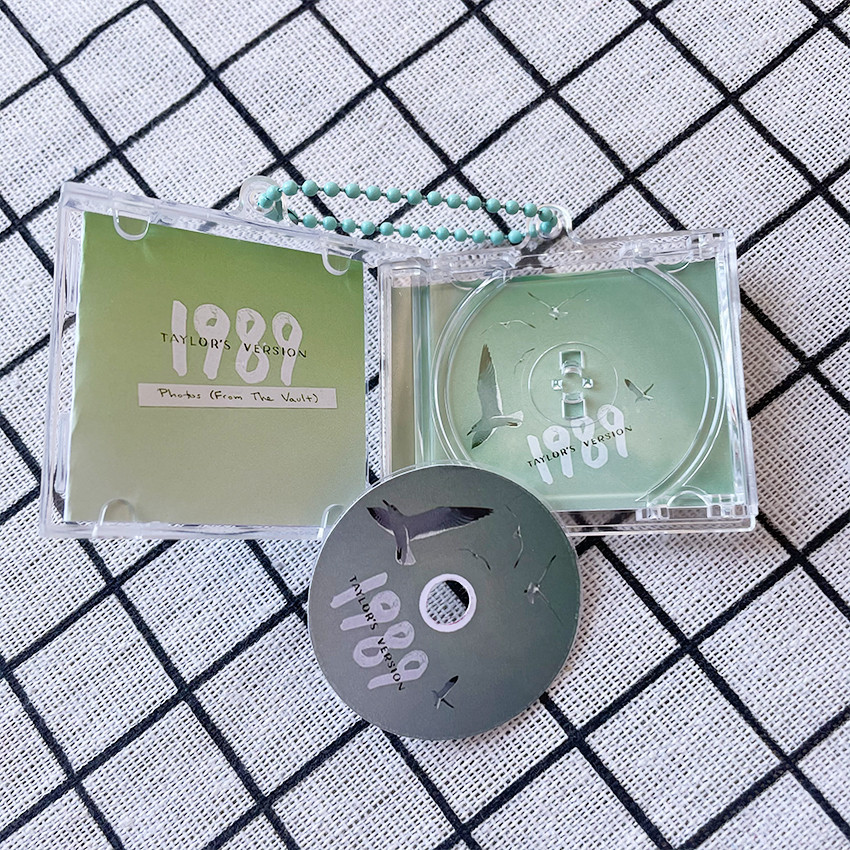 1989
TAYLOR'S VERSION
Photos (From The Vault)
1989
TAYLOR'S VERSION
1989
TAYLOR'S VERSION